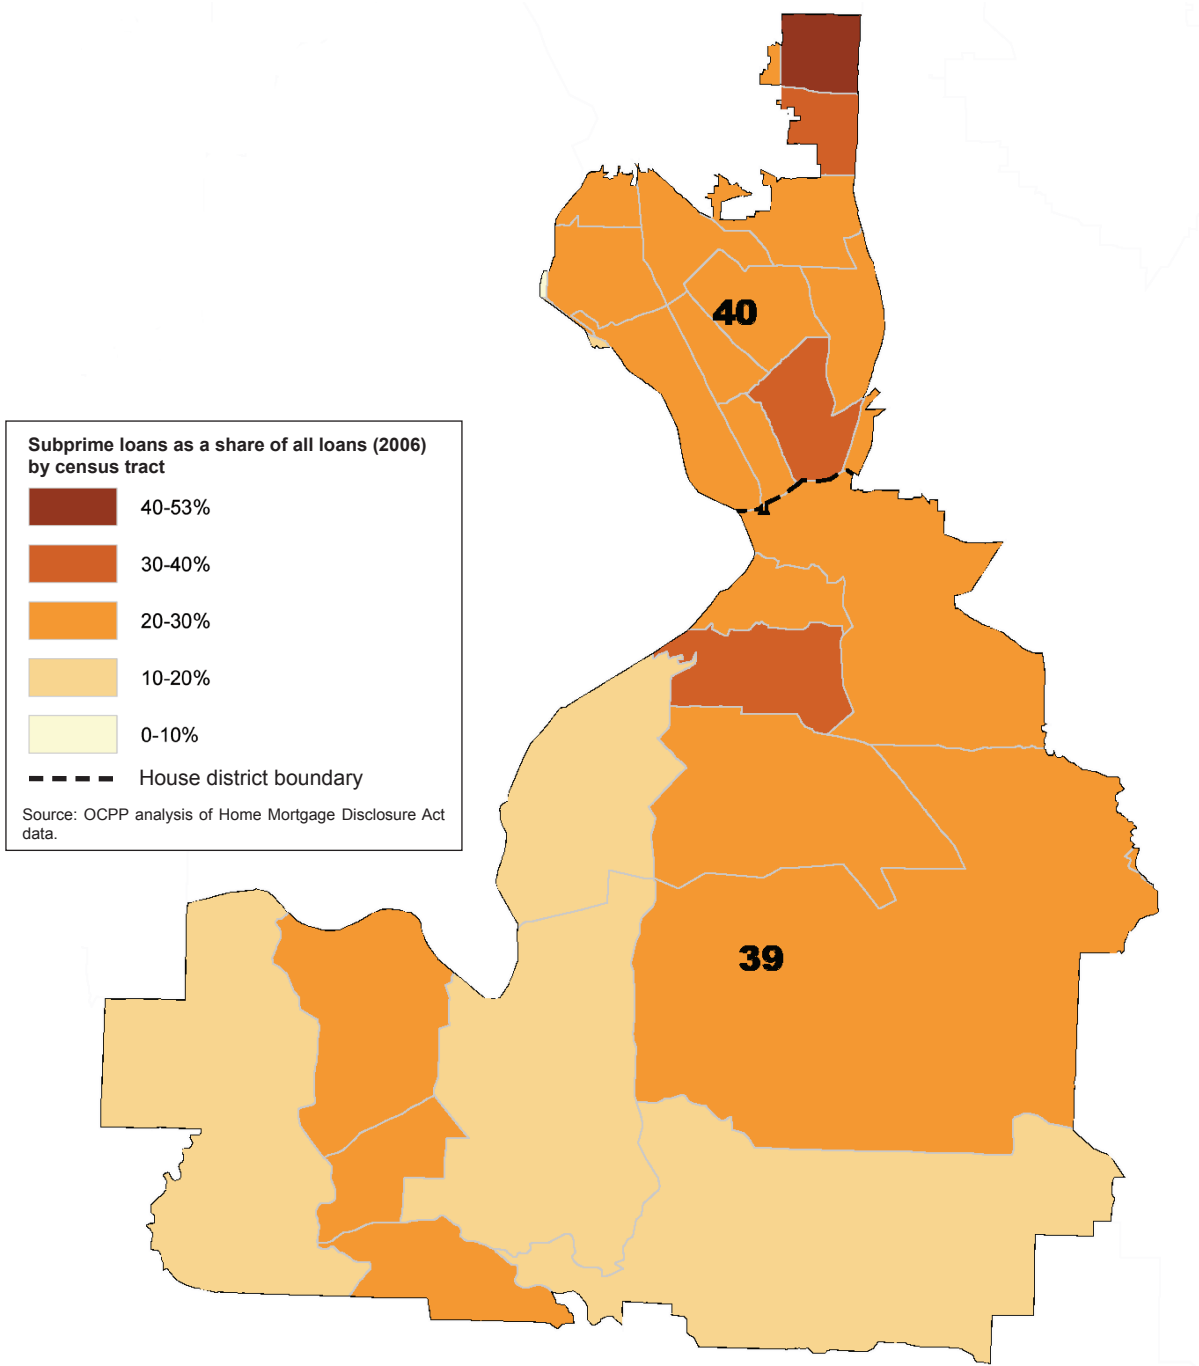 40
Subprime loans as a share of all loans (2006)
by census tract
40-53%
30-40%
20-30%
10-20%
0-10%
House district boundary
Source: OCPP analysis of Home Mortgage Disclosure Act
data.
39